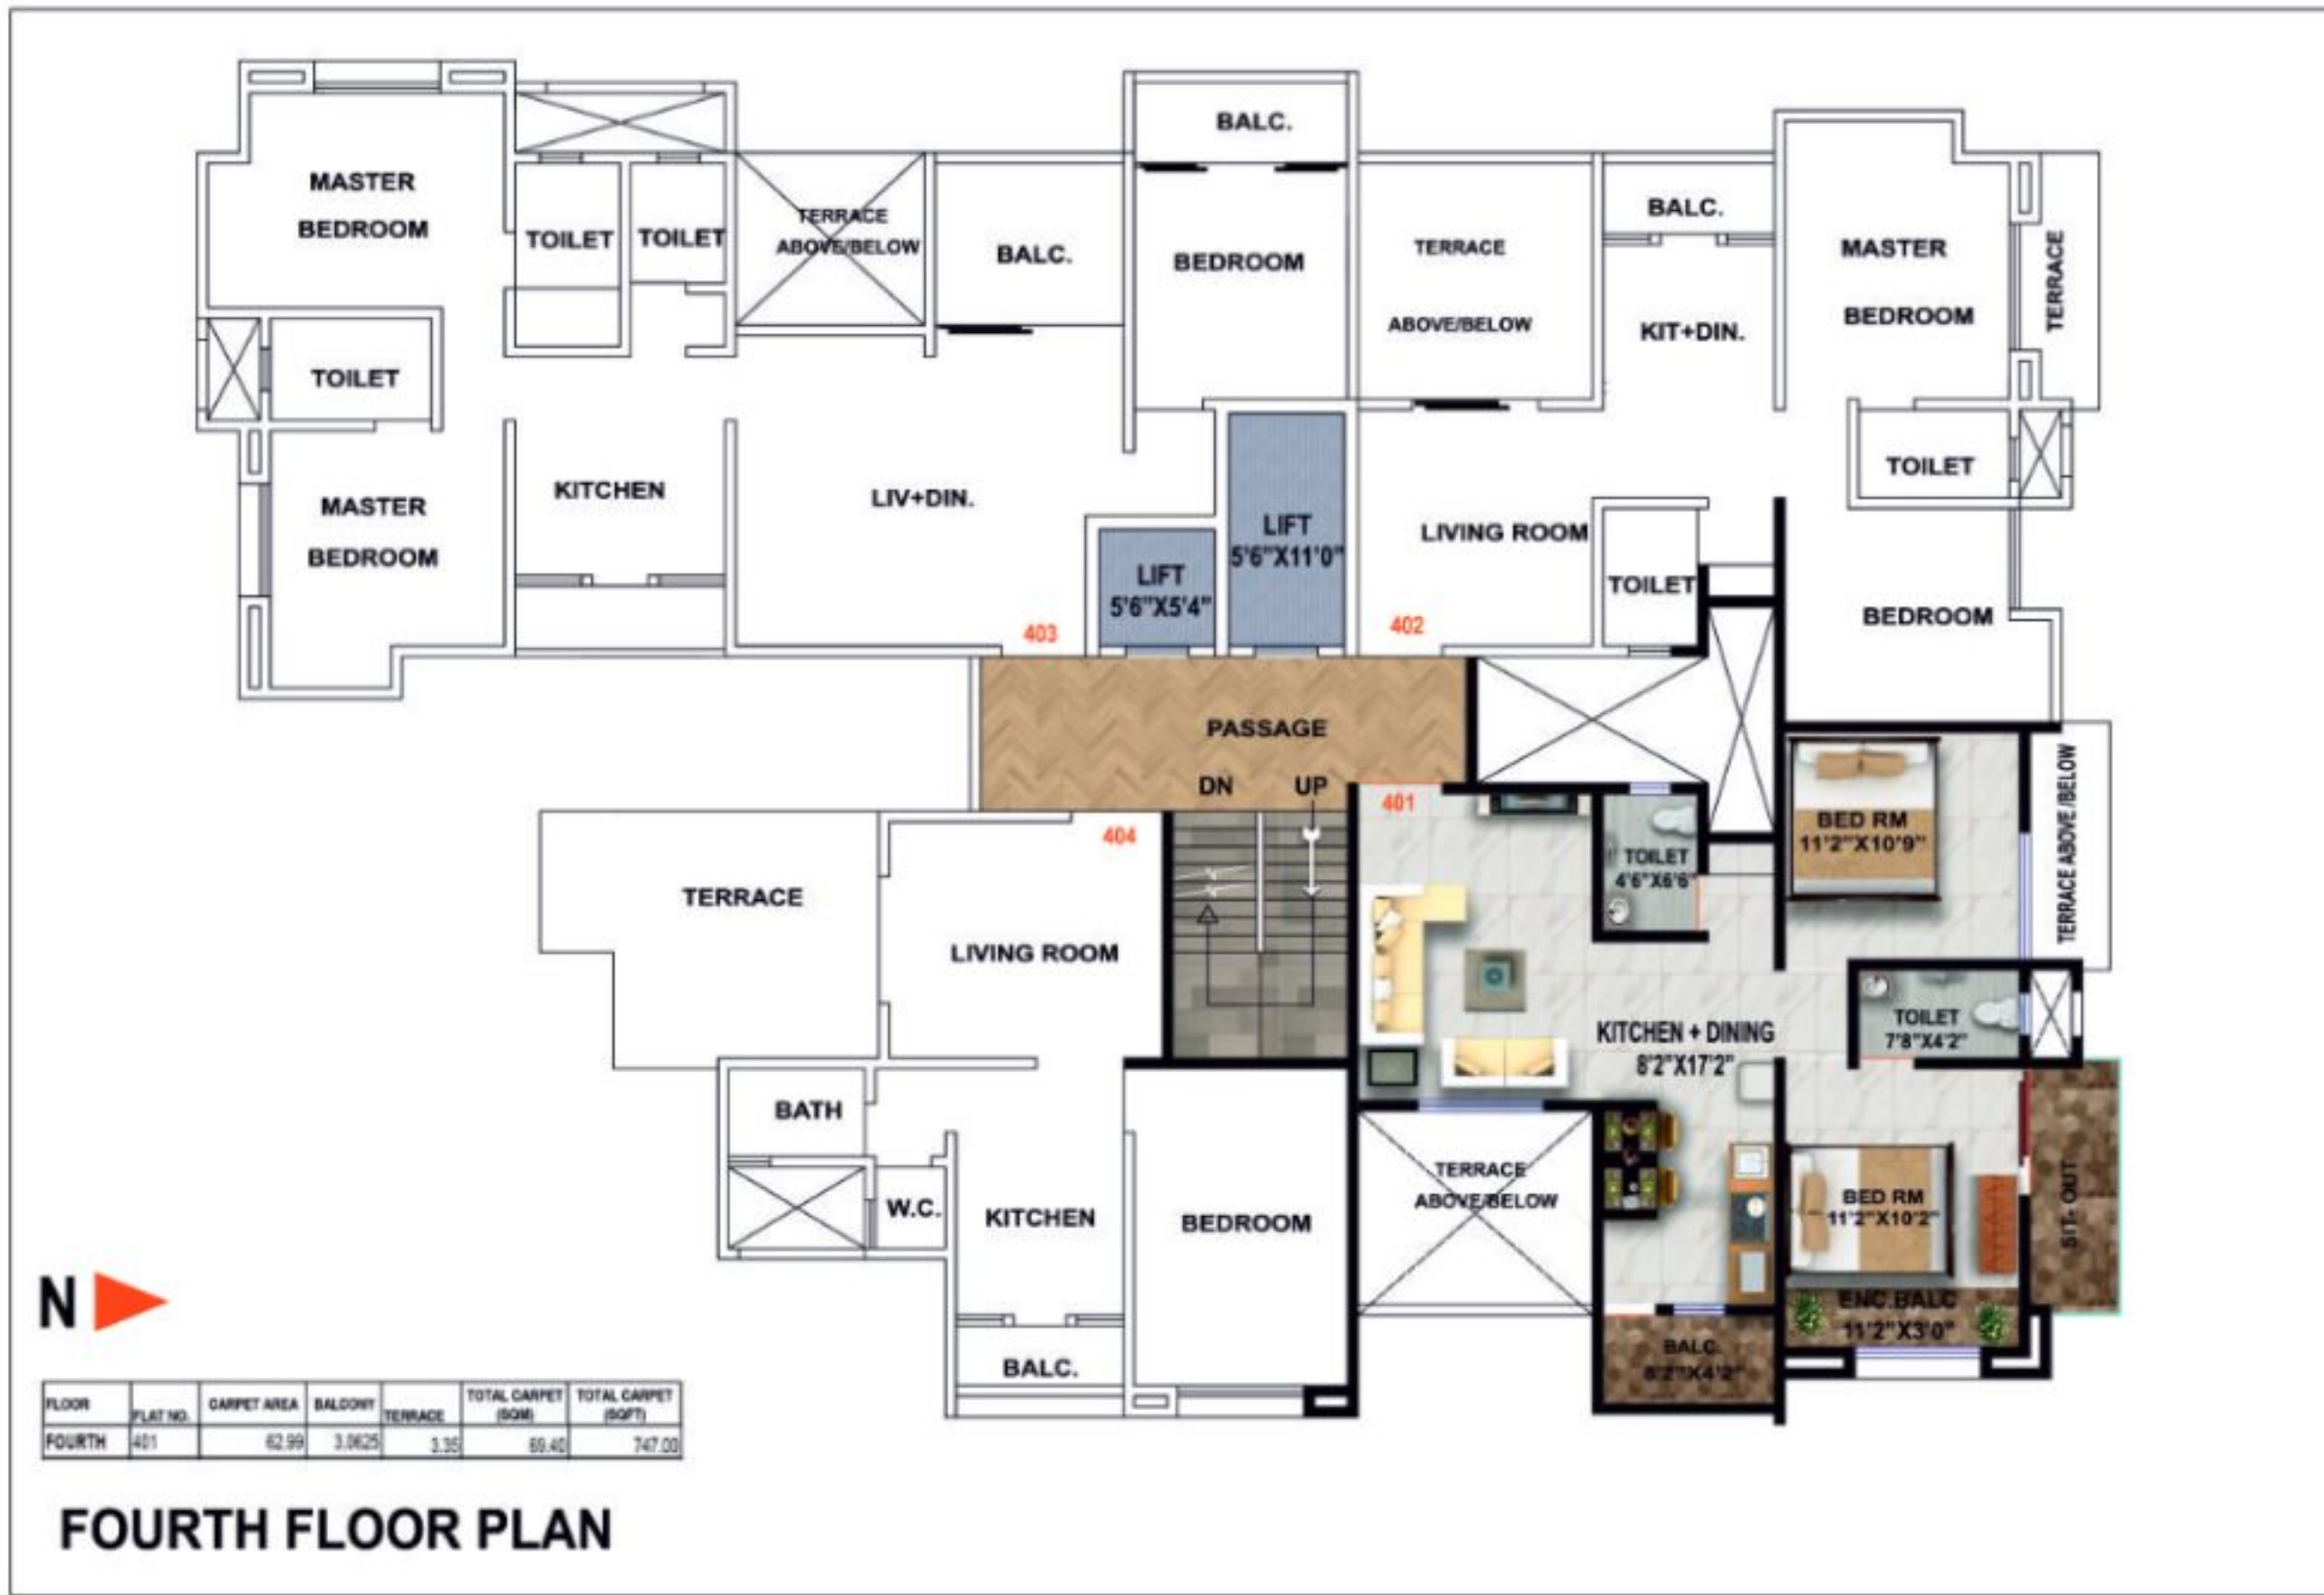 BALC.
MASTER
BEDROOM
TOILET
TOILET
TERRACE
ABOVE/BELOW
BALC.
BEDROOM
TERRACE
ABOVE/BELOW
BALC.
KIT+DIN.
MASTER
BEDROOM
TERRACE
TOILET
TOILET
MASTER
BEDROOM
KITCHEN
LIV+DIN.
LIFT
5'6"X5'4"
LIFT
5'6"X11'0"
LIVING ROOM
TOILET
BEDROOM
403
402
PASSAGE
DN
UP
401
404
TERRACE
LIVING ROOM
TOILET
4'6"X6'6"
BED RM
11'2"X10'9"
TERRACE ABOVE/BELOW
KITCHEN + DINING
8'2"X17'2"
TOILET
7'8"X4'2"
BATH
W.C.
KITCHEN
BEDROOM
TERRACE
ABOVE/BELOW
BED RM
11'2"X10'2"
SIT- OUT
ENC.BALC
11'2"X3'0"
BALC.
BALC.
8'2"X4'2"
N
FLOOR FLAT NO. CARPET AREA BALCONY TERRACE TOTAL CARPET (SQM) TOTAL CARPET (SQFT)
FOURTH 401 62.99 3.0625 3.35 69.40 747.00
FOURTH FLOOR PLAN